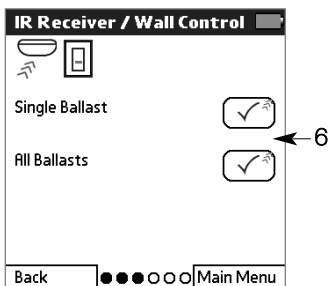 IR Receiver / Wall Control
Single Ballast
6
All Ballasts
Back
Main Menu